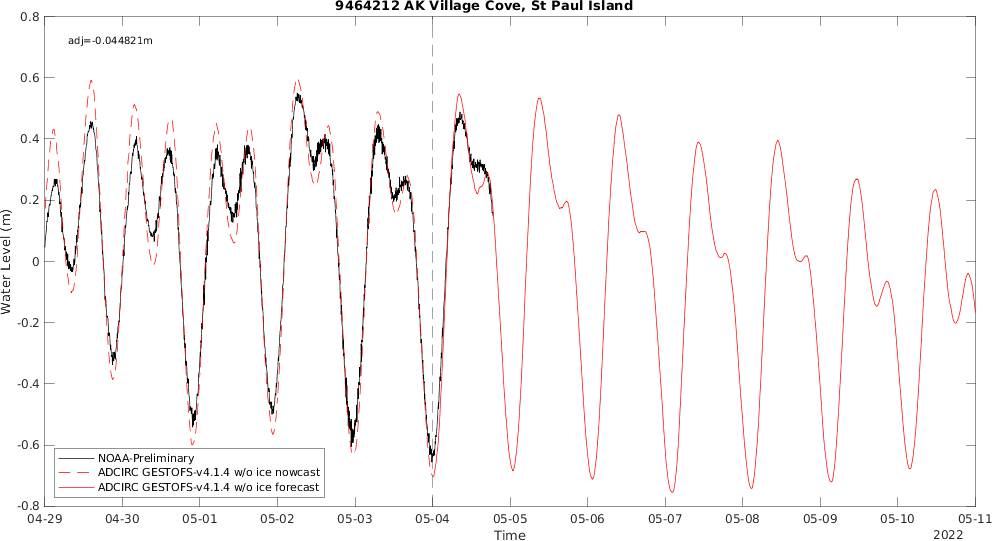 9464212 AK Village Cove, St Paul Island
adj=-0.044821m
0.8
0.6
0.4
0.2
0
-0.2
-0.4
-0.6
-0.8
Water Level (m)
NOAA-Preliminary
ADCIRC GESTOFS-v4.1.4 w/o ice nowcast
ADCIRC GESTOFS-v4.1.4 w/o ice forecast
04-29 04-30 05-01 05-02 05-03 05-04 05-05 05-06 05-07 05-08 05-09 05-10 05-11
Time
2022